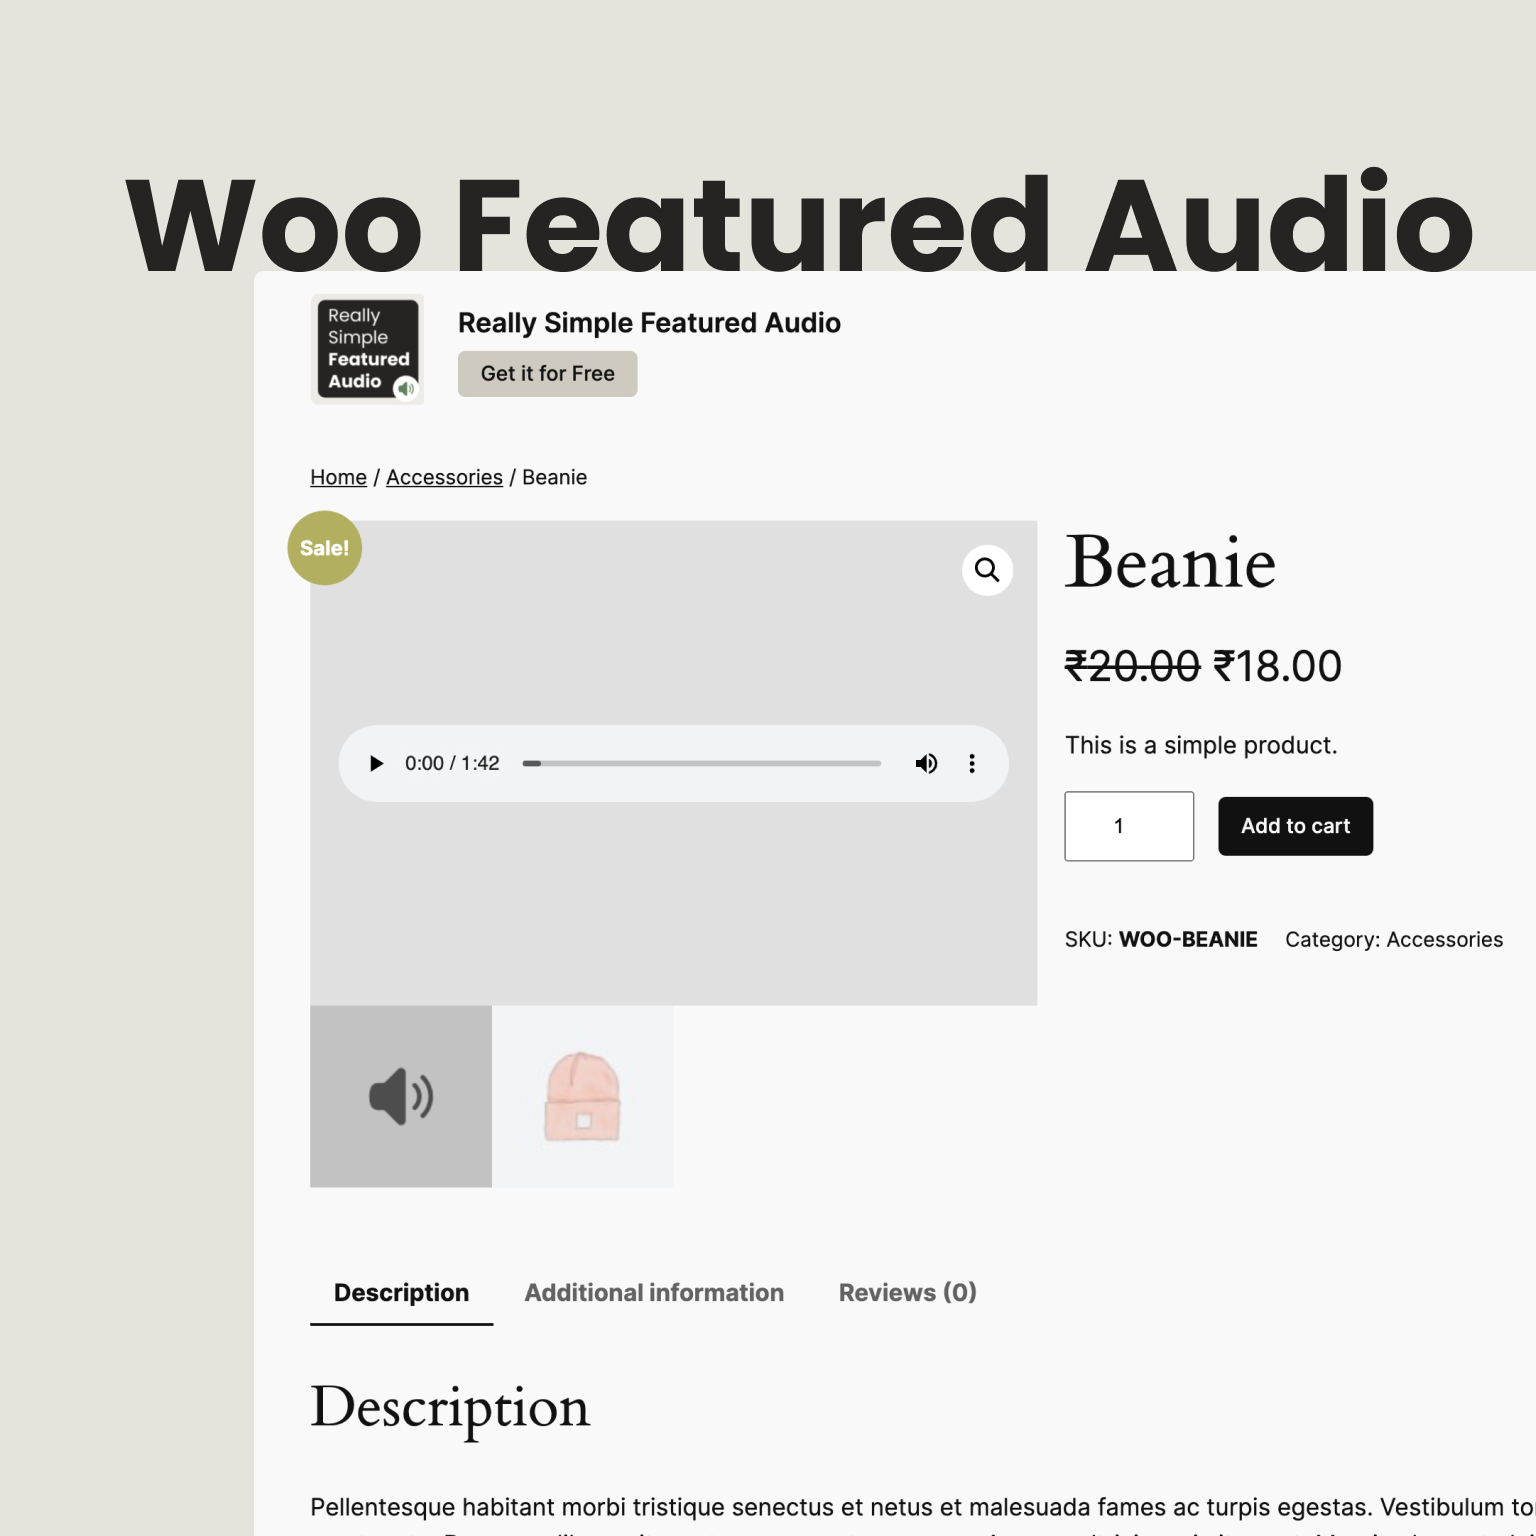 Woo Featured Audio
Really
Simple
Featured
Audio
Really Simple Featured Audio
Get it for Free
Home / Accessories / Beanie
Sale!
Beanie
₹20.00 ₹18.00
0:00 / 1:42
This is a simple product.
1
Add to cart
SKU: WOO-BEANIE Category: Accessories
Description
Additional information
Reviews (0)
Description
Pellentesque habitant morbi tristique senectus et netus et malesuada fames ac turpis egestas. Vestibulum